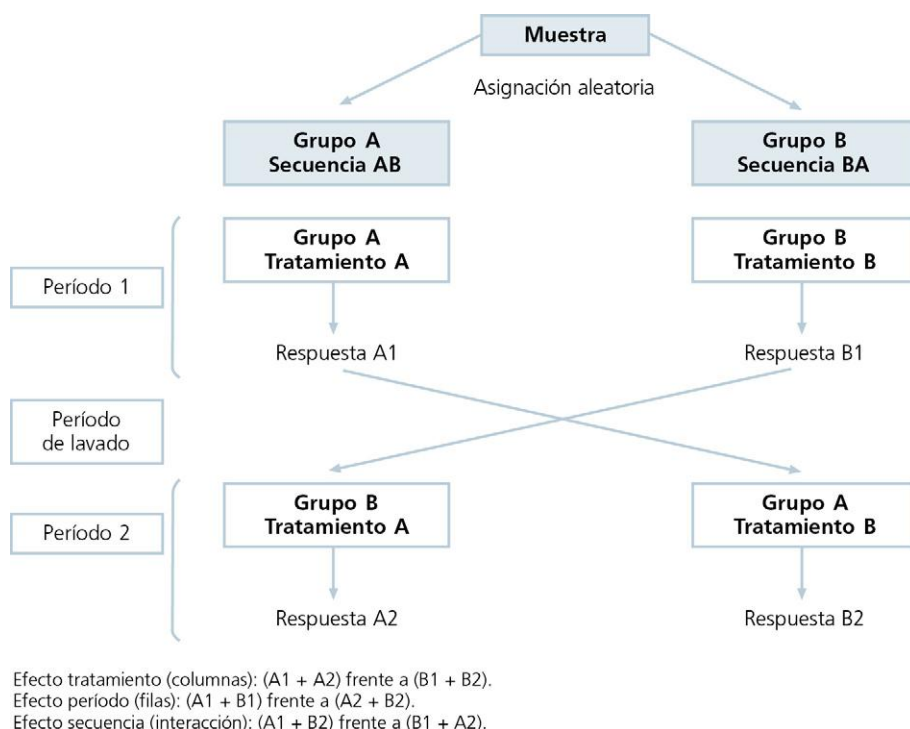 Muestra
Asignación aleatoria
Grupo A
Secuencia AB
Grupo B
Secuencia BA
Período 1
Grupo A
Tratamiento A
Grupo B
Tratamiento B
Respuesta A1
Respuesta B1
Período
de lavado
Período 2
Grupo B
Tratamiento A
Grupo A
Tratamiento B
Respuesta A2
Respuesta B2
Efecto tratamiento (columnas): (A1 + A2) frente a (B1 + B2).
Efecto período (filas): (A1 + B1) frente a (A2 + B2).
Efecto secuencia (interacción): (A1 + B2) frente a (B1 + A2).